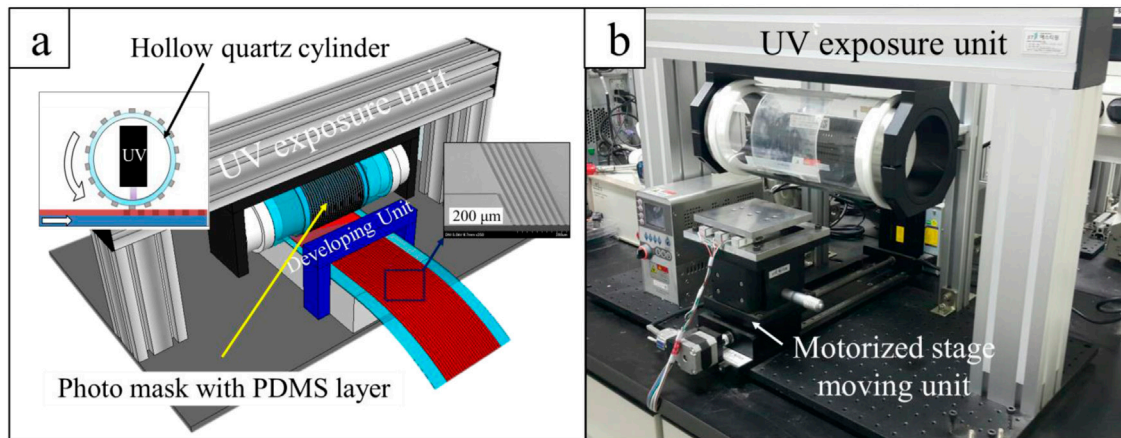 a
Hollow quartz cylinder
UV
UV exposure unit
200 μm
Developing Unit
Photo mask with PDMS layer
b
UV exposure unit
Motorized stage
moving unit